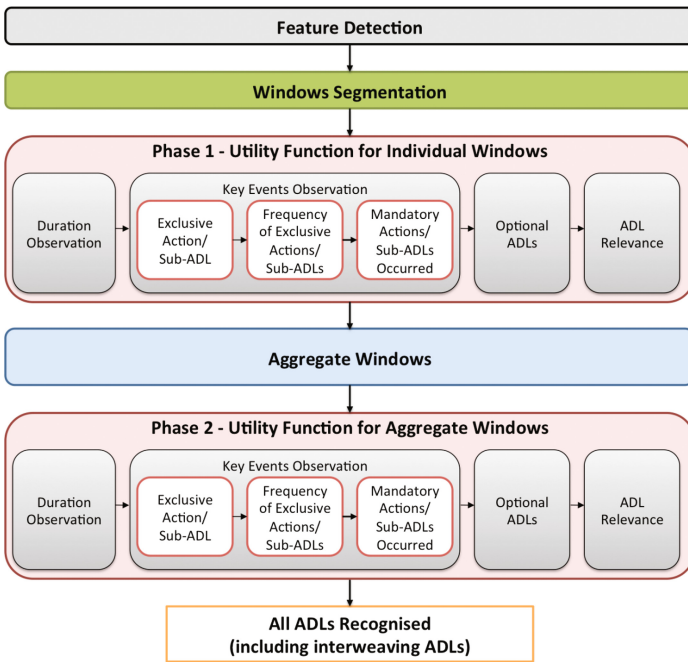 Feature Detection
Windows Segmentation
Phase 1 - Utility Function for Individual Windows
Duration
Observation
Key Events Observation
Exclusive
Action/
Sub-ADL
Frequency
of Exclusive
Actions/
Sub-ADLs
Mandatory
Actions/
Sub-ADLs
Occurred
Optional
ADLs
ADL
Relevance
Aggregate Windows
Phase 2 - Utility Function for Aggregate Windows
Duration
Observation
Key Events Observation
Exclusive
Action/
Sub-ADL
Frequency
of Exclusive
Actions/
Sub-ADLs
Mandatory
Actions/
Sub-ADLs
Occurred
Optional
ADLs
ADL
Relevance
All ADLs Recognised
(including interweaving ADLs)